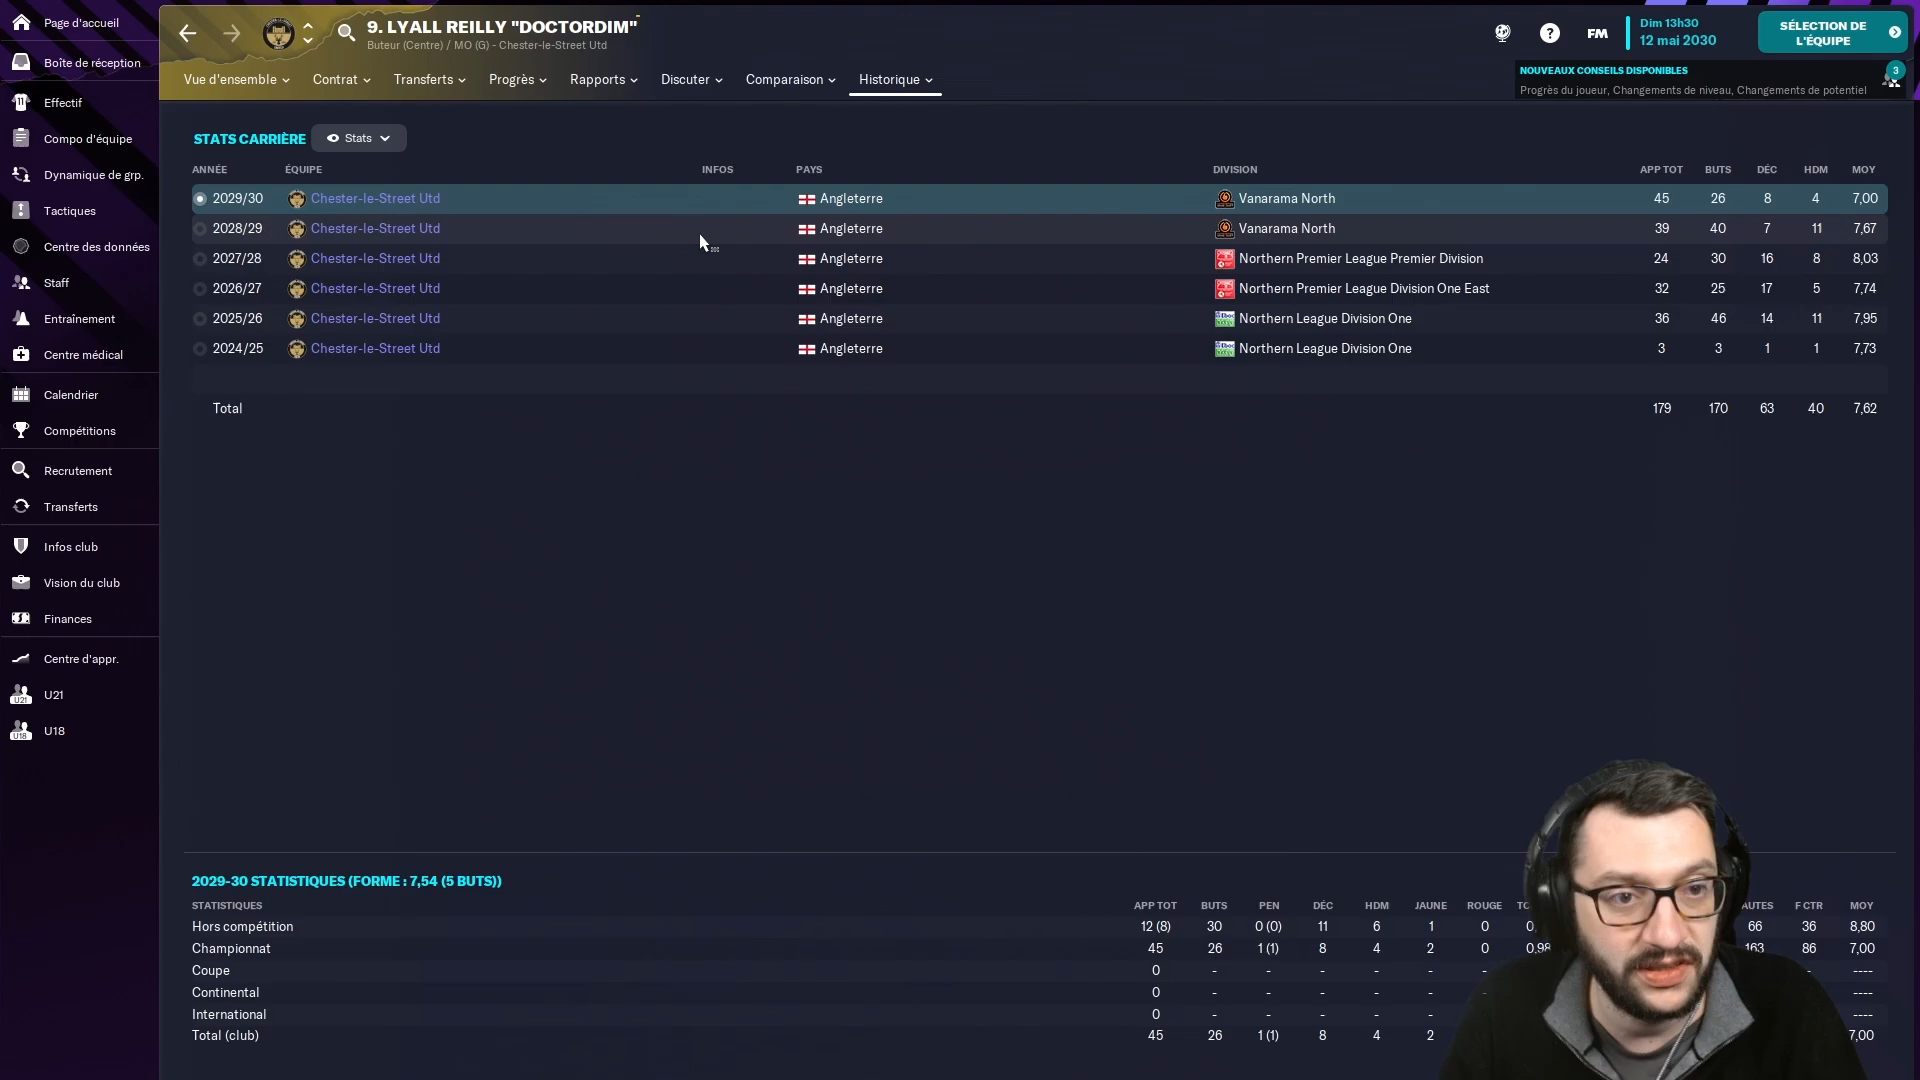 Page d'accueil
Boîte de réception
Effectif
Compo d'équipe
Dynamique de grp.
Tactiques
Centre des données
Staff
Entraînement
Centre médical
Calendrier
Compétitions
Recrutement
Transferts
Infos club
Vision du club
Finances
Centre d'appr.
U21
U21
U18
U18
9. LYALL REILLY "DOCTORDIM"
Buteur (Centre) / MO (G) - Chester-le-Street Utd
FM
Dim 13h30
12 mai 2030
SÉLECTION DE
L'ÉQUIPE
Vue d'ensemble Contrat Transferts Progrès Rapports Discuter Comparaison Historique
NOUVEAUX CONSEILS DISPONIBLES
Progrès du joueur, Changements de niveau, Changements de potentiel
3
STATS CARRIÈRE Stats
ANNÉE ÉQUIPE INFOS PAYS DIVISION APP TOT BUTS DÉC HDM MOY
2029/30 Chester-le-Street Utd Angleterre Vanarama North 45 26 8 4 7,00
2028/29 Chester-le-Street Utd Angleterre Vanarama North 39 40 7 11 7,67
2027/28 Chester-le-Street Utd Angleterre Northern Premier League Premier Division 24 30 16 8 8,03
2026/27 Chester-le-Street Utd Angleterre Northern Premier League Division One East 32 25 17 5 7,74
2025/26 Chester-le-Street Utd Angleterre Northern League Division One 36 46 14 11 7,95
2024/25 Chester-le-Street Utd Angleterre Northern League Division One 3 3 1 1 7,73
Total 179 170 63 40 7,62
2029-30 STATISTIQUES (FORME : 7,54 (5 BUTS))
STATISTIQUES APP TOT BUTS PEN DÉC HDM JAUNE ROUGE F CTR MOY
Hors compétition 12 (8) 30 0 (0) 11 6 1 0 66 36 8,80
Championnat 45 26 1 (1) 8 4 2 0 0,98 163 86 7,00
Coupe 0 - - - - - - - ----
Continental 0 - - - - - - ----
International 0 - - - - - - ----
Total (club) 45 26 1 (1) 8 4 2 7,00